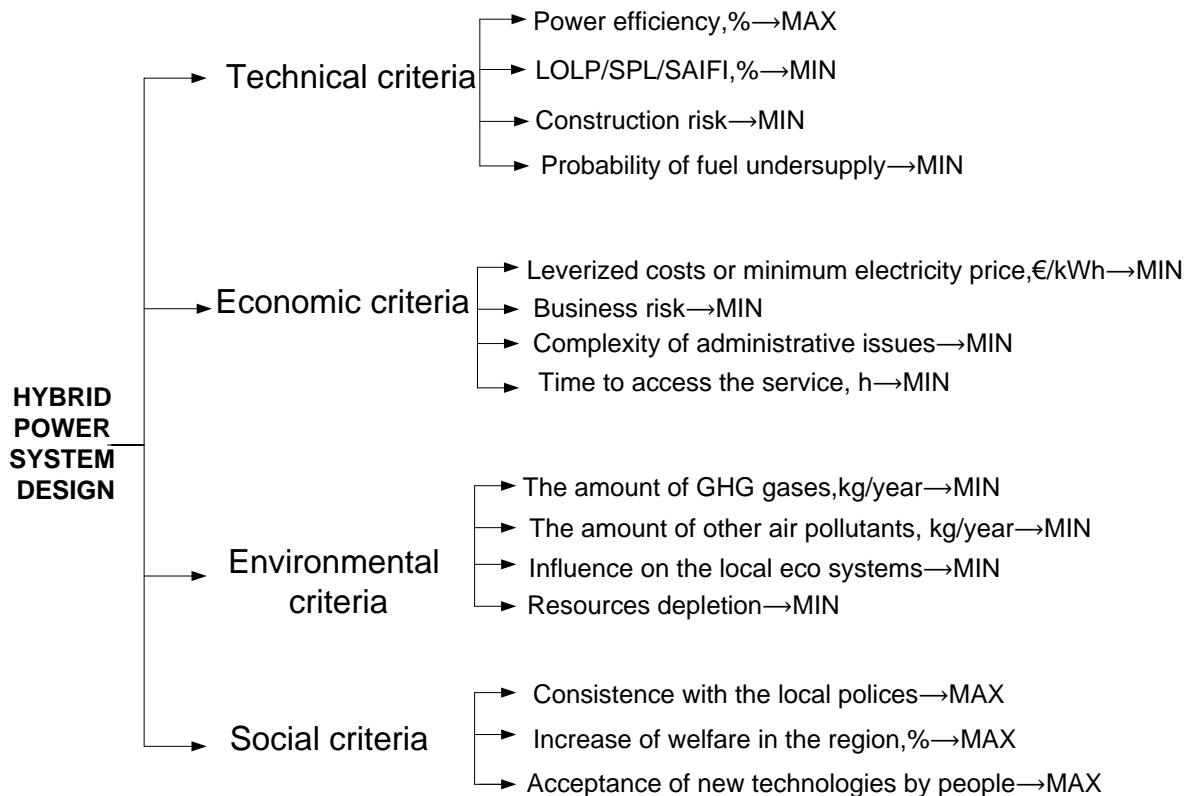 HYBRID
POWER
SYSTEM
DESIGN
Technical criteria
Power efficiency,%→MAX
LOLP/SPL/SAIFI,%→MIN
Construction risk→MIN
Probability of fuel undersupply→MIN
Economic criteria
Leverized costs or minimum electricity price,€/kWh→MIN
Business risk→MIN
Complexity of administrative issues→MIN
Time to access the service, h→MIN
Environmental
criteria
The amount of GHG gases,kg/year→MIN
The amount of other air pollutants, kg/year→MIN
Influence on the local eco systems→MIN
Resources depletion→MIN
Social criteria
Consistence with the local polices→MAX
Increase of welfare in the region,%→MAX
Acceptance of new technologies by people→MAX